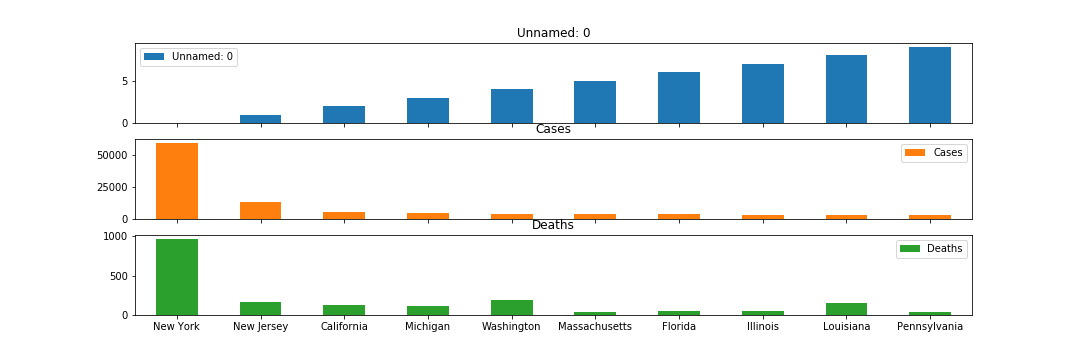 Unnamed: 0
Unnamed: 0
5
0
Cases
50000
Cases
25000
0
Deaths
1000
Deaths
500
0
New York New Jersey California Michigan Washington Massachusetts Florida Illinois Louisiana Pennsylvania